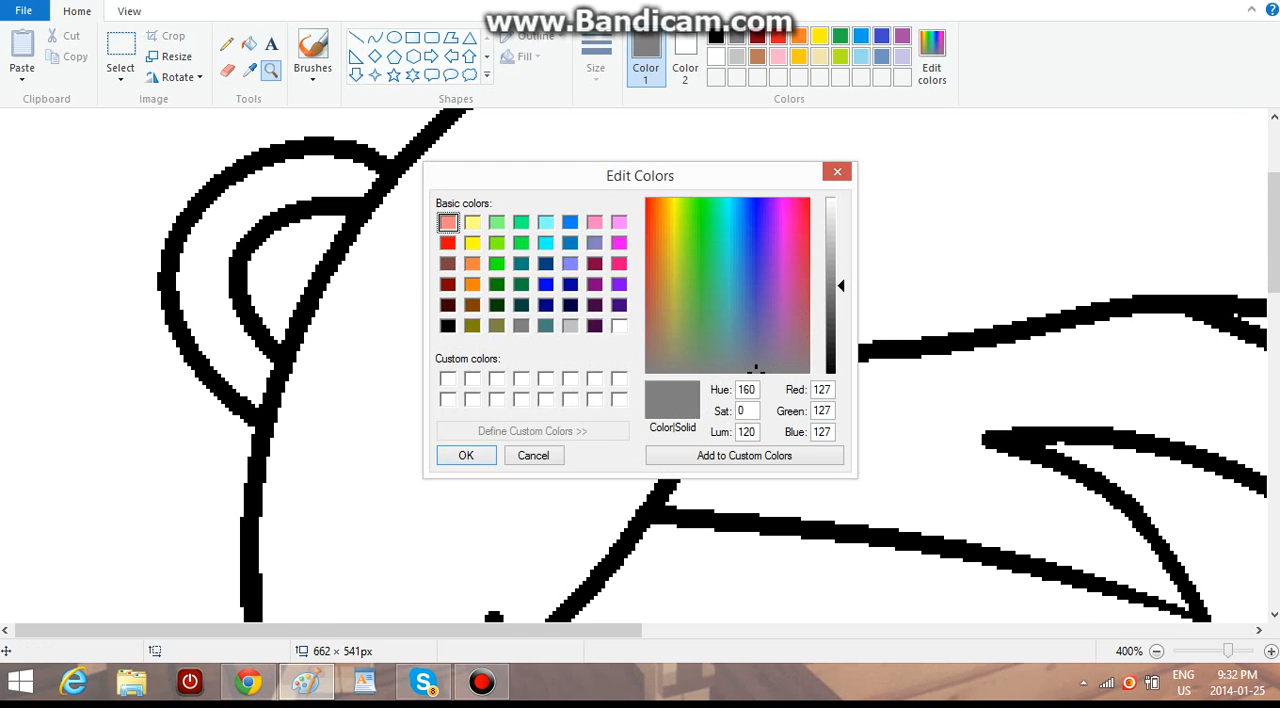 www.Bandicam.com
File Home View
Paste
Cut
Copy
Clipboard
Select
Crop
Resize
Rotate
Image
Tools
Brushes
Outline
Fill
Shapes
Size
Color 1
Color 2
Edit colors
Colors
Edit Colors
Basic colors:
Custom colors:
Define Custom Colors >>
OK Cancel
Color|Solid
Hue: 160 Red: 127
Sat: 0 Green: 127
Lum: 120 Blue: 127
Add to Custom Colors
662 × 541px
400%
8
ENG
US
9:32 PM
2014-01-25